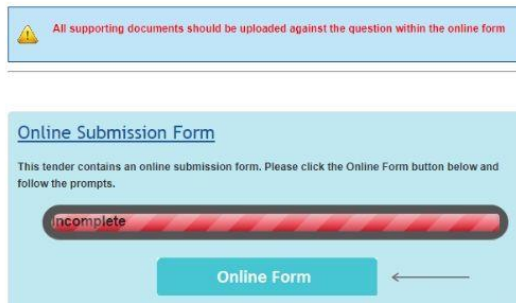 All supporting documents should be uploaded against the question within the online form
Online Submission Form
This tender contains an online submission form. Please click the Online Form button below and
follow the prompts.
Incomplete
Online Form